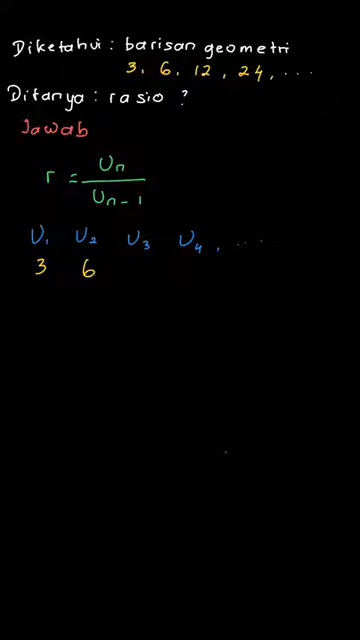 Diketahui : barisan geometri
3, 6, 12, 24, ....
Ditanya : rasio ?
Jawab
r = Uₙ / Uₙ₋₁
U₁ U₂ U₃ U₄, ....
3 6